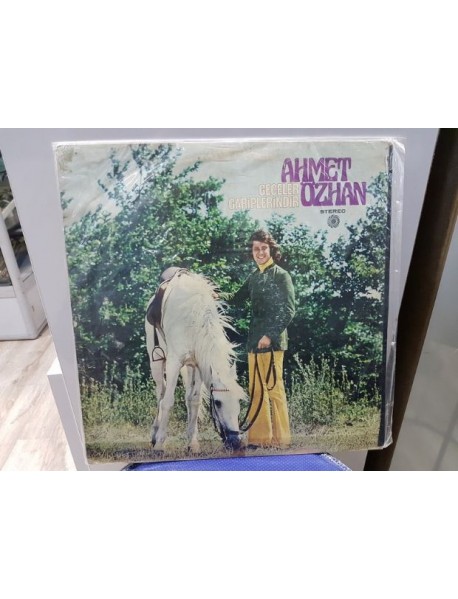 AHMET
ÖZHAN
GECELER
GARİPLERİNDİR
STEREO